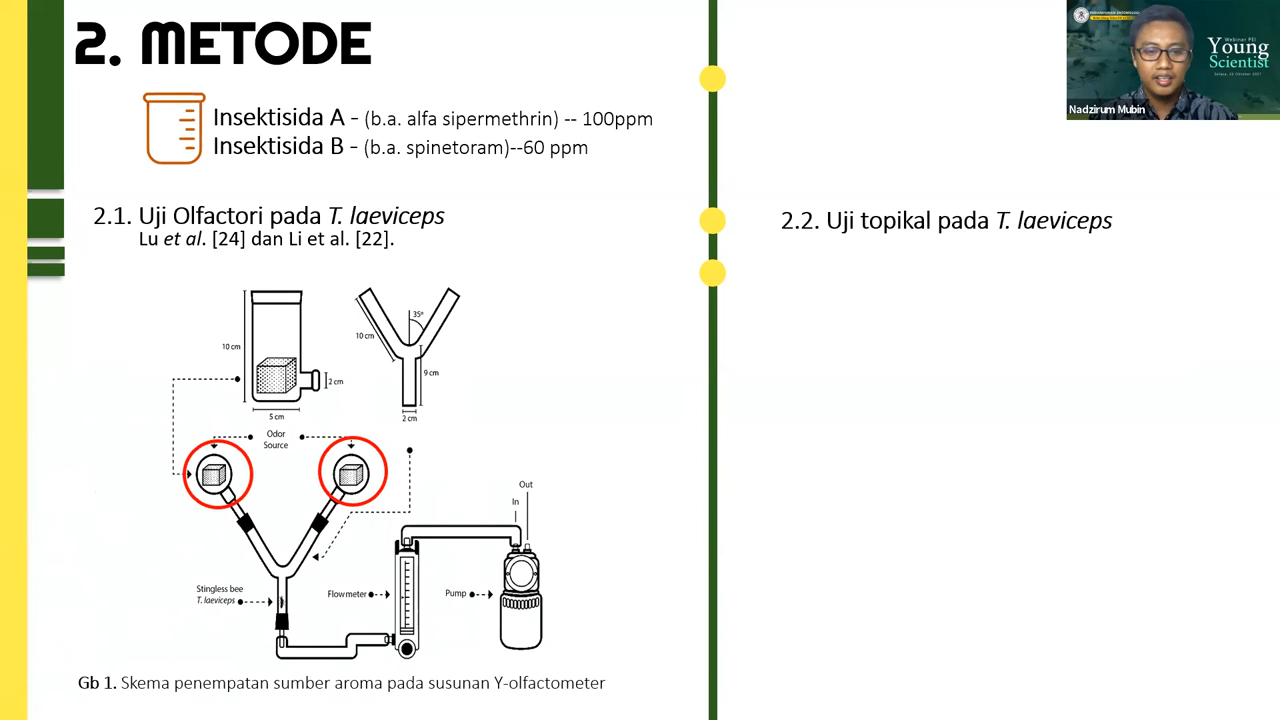 2. METODE
Insektisida A - (b.a. alfa sipermethrin) -- 100ppm
Insektisida B - (b.a. spinetoram)--60 ppm
2.1. Uji Olfactori pada T. laeviceps
Lu et al. [24] dan Li et al. [22].
10 cm
2 cm
5 cm
35°
10 cm
9 cm
2 cm
Odor
Source
Out
In
Stingless bee
T. laeviceps
Flowmeter
Pump
Gb 1. Skema penempatan sumber aroma pada susunan Y-olfactometer
2.2. Uji topikal pada T. laeviceps
Webinar PEI
Young
Scientist
Nadzirum Mubin